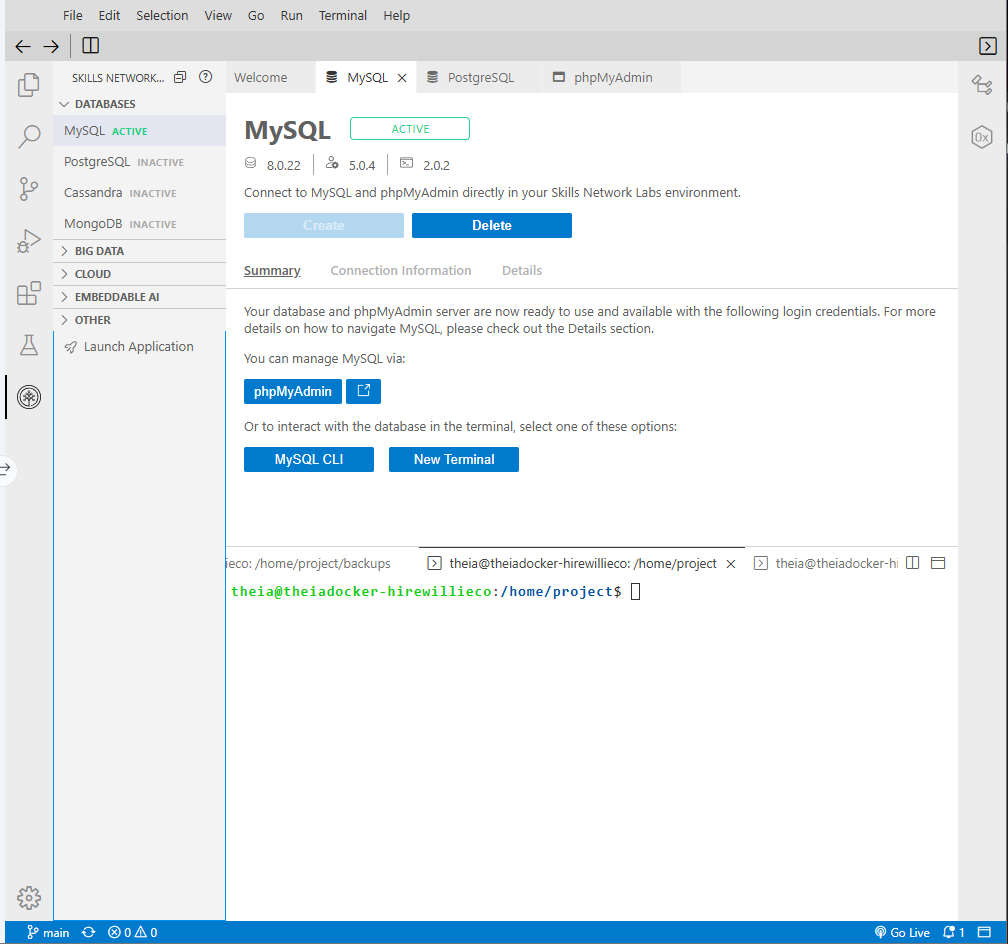 File Edit Selection View Go Run Terminal Help
SKILLS NETWORK...
Welcome MySQL PostgreSQL phpMyAdmin
DATABASES
MySQL ACTIVE
PostgreSQL INACTIVE
Cassandra INACTIVE
MongoDB INACTIVE
BIG DATA
CLOUD
EMBEDDABLE AI
OTHER
Launch Application
MySQL ACTIVE
8.0.22 5.0.4 2.0.2
Connect to MySQL and phpMyAdmin directly in your Skills Network Labs environment.
Create Delete
Summary Connection Information Details
Your database and phpMyAdmin server are now ready to use and available with the following login credentials. For more
details on how to navigate MySQL, please check out the Details section.
You can manage MySQL via:
phpMyAdmin
Or to interact with the database in the terminal, select one of these options:
MySQL CLI New Terminal
ieco: /home/project/backups theia@theiadocker-hirewillieco: /home/project theia@theiadocker-hi
theia@theiadocker-hirewillieco:/home/project$
0x
main 0 0 Go Live 1